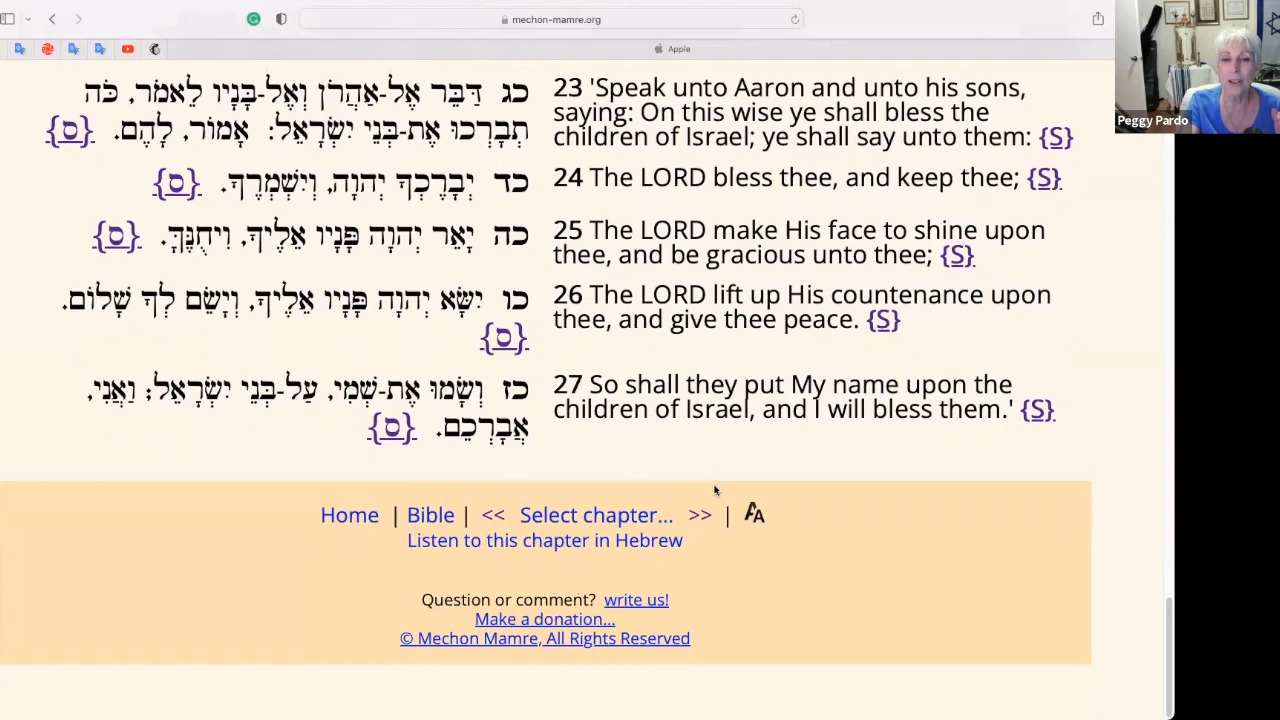 mechon-mamre.org
Apple
Peggy Pardo
כג דַּבֵּר אֶל-אַהֲרֹן וְאֶל-בָּנָיו לֵאמֹר, כֹּה
תְבָרְכוּ אֶת-בְּנֵי יִשְׂרָאֵל: אָמוֹר, לָהֶם. {ס}
23 'Speak unto Aaron and unto his sons,
saying: On this wise ye shall bless the
children of Israel; ye shall say unto them: {S}
כד יְבָרֶכְךָ יְהוָה, וְיִשְׁמְרֶךָ. {ס}
24 The LORD bless thee, and keep thee; {S}
כה יָאֵר יְהוָה פָּנָיו אֵלֶיךָ, וִיחֻנֶּךָּ. {ס}
25 The LORD make His face to shine upon
thee, and be gracious unto thee; {S}
כו יִשָּׂא יְהוָה פָּנָיו אֵלֶיךָ, וְיָשֵׂם לְךָ שָׁלוֹם.
{ס}
26 The LORD lift up His countenance upon
thee, and give thee peace. {S}
כז וְשָׂמוּ אֶת-שְׁמִי, עַל-בְּנֵי יִשְׂרָאֵל; וַאֲנִי,
אֲבָרְכֵם. {ס}
27 So shall they put My name upon the
children of Israel, and I will bless them.' {S}
Home | Bible | << Select chapter... >> | AA
Listen to this chapter in Hebrew
Question or comment? write us!
Make a donation...
© Mechon Mamre, All Rights Reserved